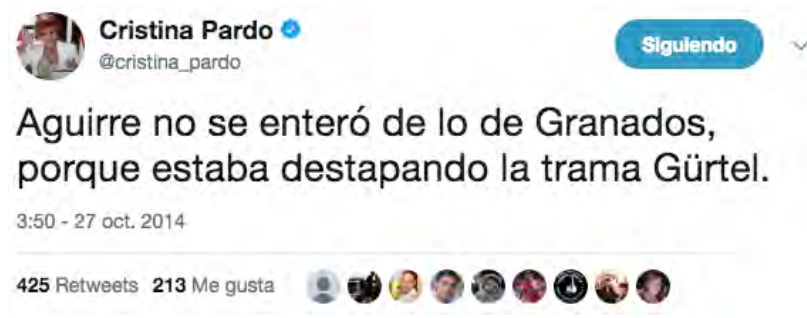 Cristina Pardo
@cristina_pardo
Siguiendo
Aguirre no se enteró de lo de Granados,
porque estaba destapando la trama Gürtel.
3:50 - 27 oct. 2014
425 Retweets 213 Me gusta